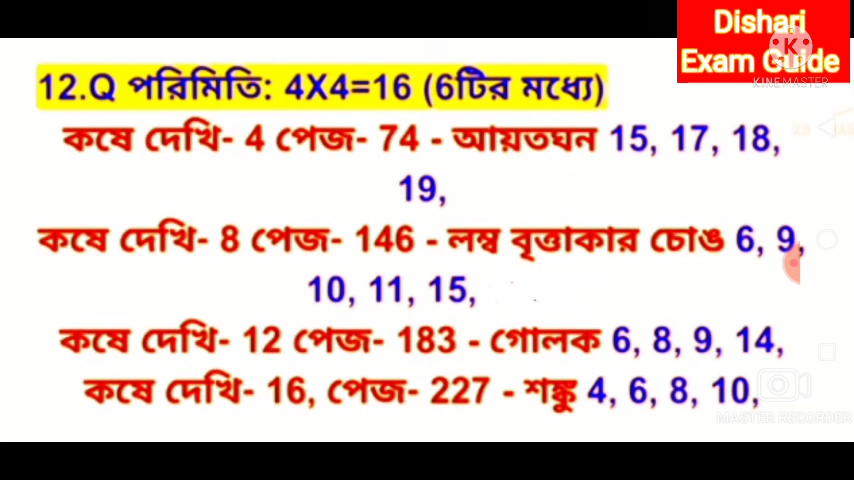 Dishari
Exam Guide
KINEMASTER
12.Q পরিমিতি: 4X4=16 (6টির মধ্যে)
কষে দেখি- 4 পেজ- 74 - আয়তঘন 15, 17, 18,
19,
কষে দেখি- 8 পেজ- 146 - লম্ব বৃত্তাকার চোঙ 6, 9,
10, 11, 15,
কষে দেখি- 12 পেজ- 183 - গোলক 6, 8, 9, 14,
কষে দেখি- 16, পেজ- 227 - শঙ্কু 4, 6, 8, 10,
MASTER RECORDER